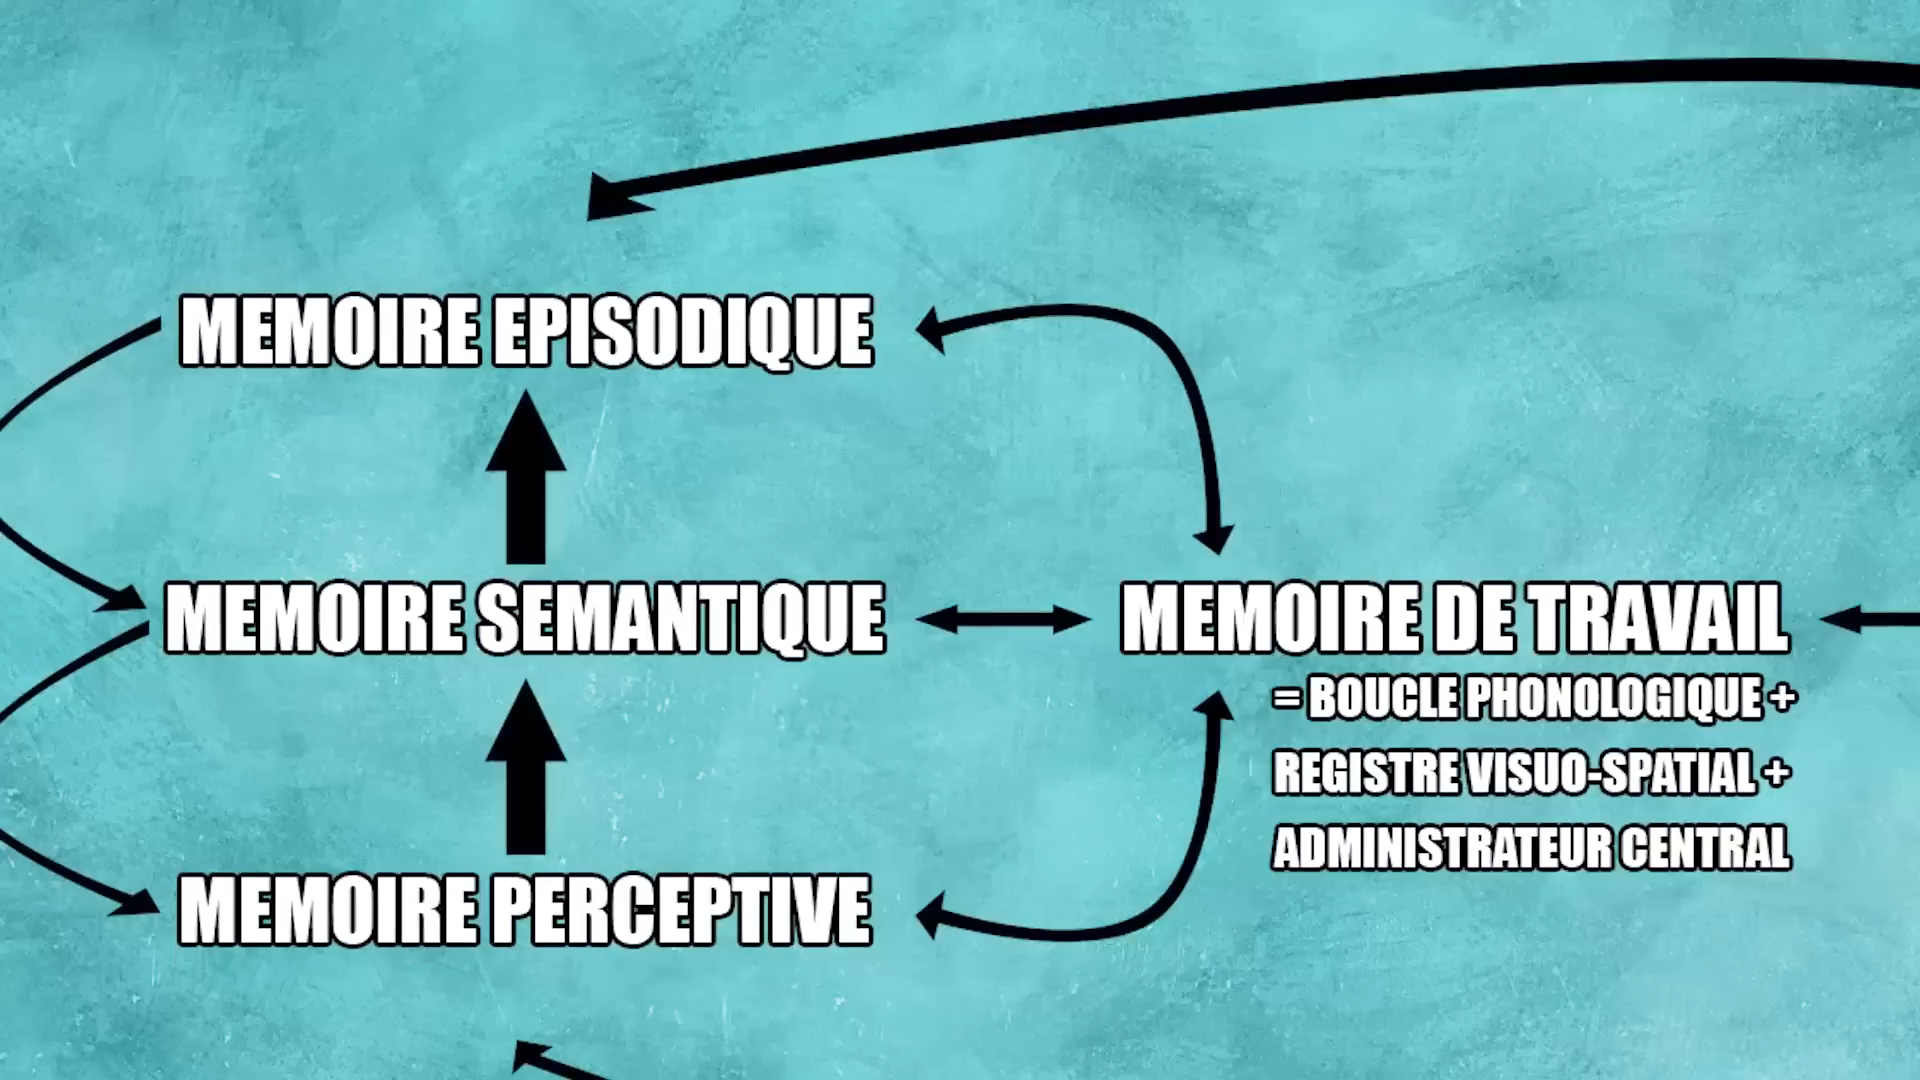 MEMOIRE EPISODIQUE
MEMOIRE SEMANTIQUE
MEMOIRE DE TRAVAIL
= BOUCLE PHONOLOGIQUE +
REGISTRE VISUO-SPATIAL +
ADMINISTRATEUR CENTRAL
MEMOIRE PERCEPTIVE